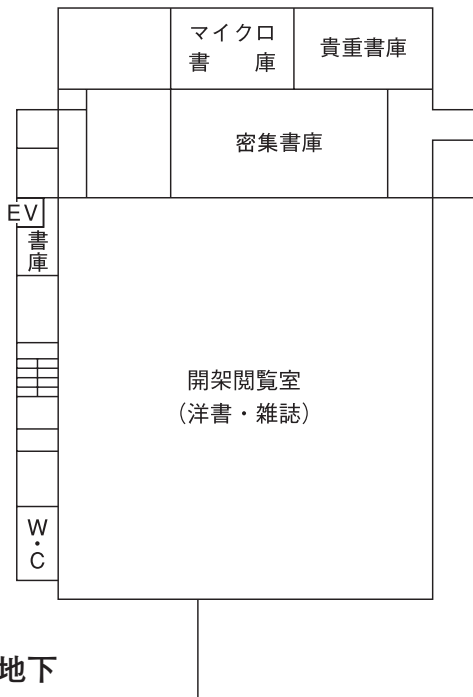 マイクロ
書　庫
貴重書庫
密集書庫
EV
書庫
開架閲覧室
（洋書・雑誌）
W・C
地下